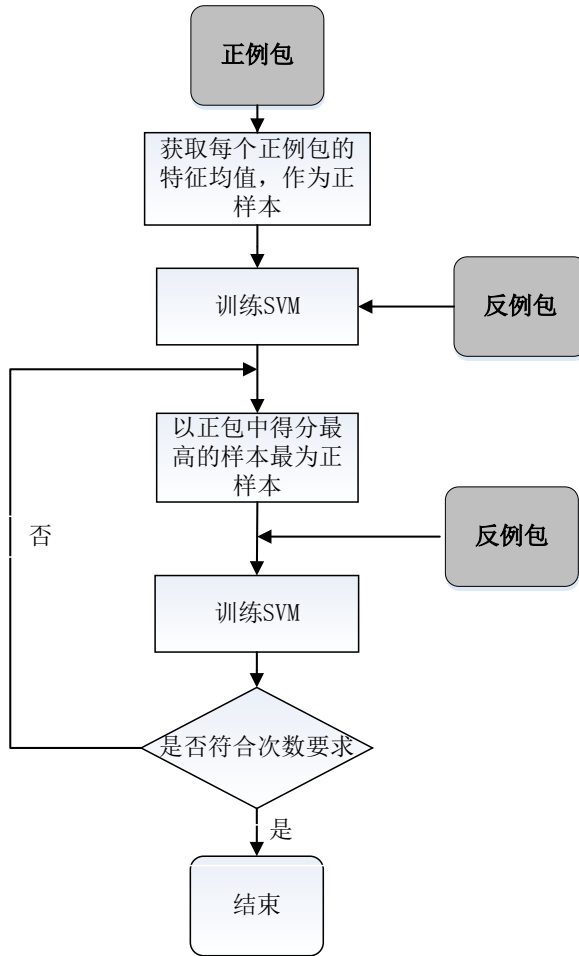 正例包
获取每个正例包的
特征均值，作为正
样本
训练SVM
反例包
以正包中得分最
高的样本最为正
样本
反例包
否
训练SVM
是否符合次数要求
是
结束